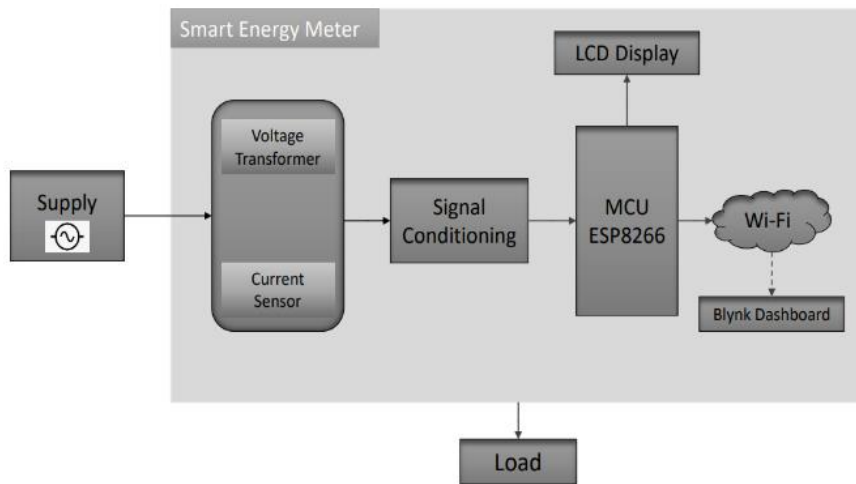 Smart Energy Meter
LCD Display
Voltage
Transformer
Supply
Signal
Conditioning
MCU
ESP8266
Wi-Fi
Current
Sensor
Blynk Dashboard
Load